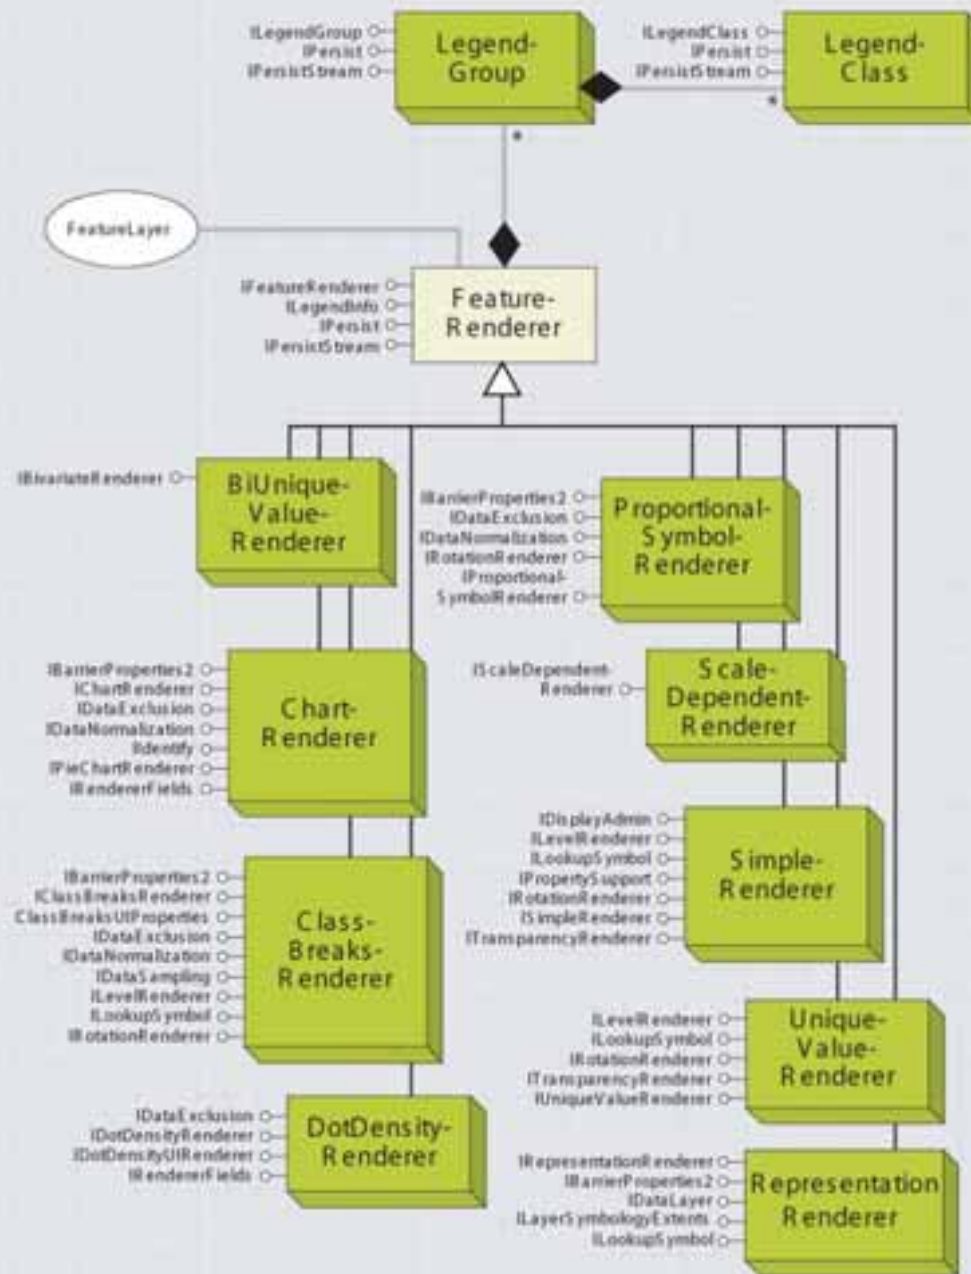 ILegendGroup
IPersist
IPersistStream
Legend-
Group
ILegendClass
IPersist
IPersistStream
Legend-
Class
*
*
FeatureLayer
IFeatureRenderer
ILegendInfo
IPersist
IPersistStream
Feature-
Renderer
IBivariateRenderer
BiUnique-
Value-
Renderer
IBarrierProperties2
IDataExclusion
IDataNormalization
IRotationRenderer
IProportional-
SymbolRenderer
Proportional-
Symbol-
Renderer
IBarrierProperties2
IChartRenderer
IDataExclusion
IDataNormalization
IIdentify
IPieChartRenderer
IRendererFields
Chart-
Renderer
IScaleDependent-
Renderer
Scale-
Dependent-
Renderer
IDisplayAdmin
ILevelRenderer
ILookupSymbol
IPropertySupport
IRotationRenderer
ISimpleRenderer
ITransparencyRenderer
Simple-
Renderer
IBarrierProperties2
IClassBreaksRenderer
ClassBreaksUIProperties
IDataExclusion
IDataNormalization
IDataSampling
ILevelRenderer
ILookupSymbol
IRotationRenderer
Class-
Breaks-
Renderer
ILevelRenderer
ILookupSymbol
IRotationRenderer
ITransparencyRenderer
IUniqueValueRenderer
Unique-
Value-
Renderer
IDataExclusion
IDotDensityRenderer
IDotDensityUIRenderer
IRendererFields
DotDensity-
Renderer
IRepresentationRenderer
IBarrierProperties2
IDataLayer
ILayerSymbologyExtents
ILookupSymbol
Representation
Renderer